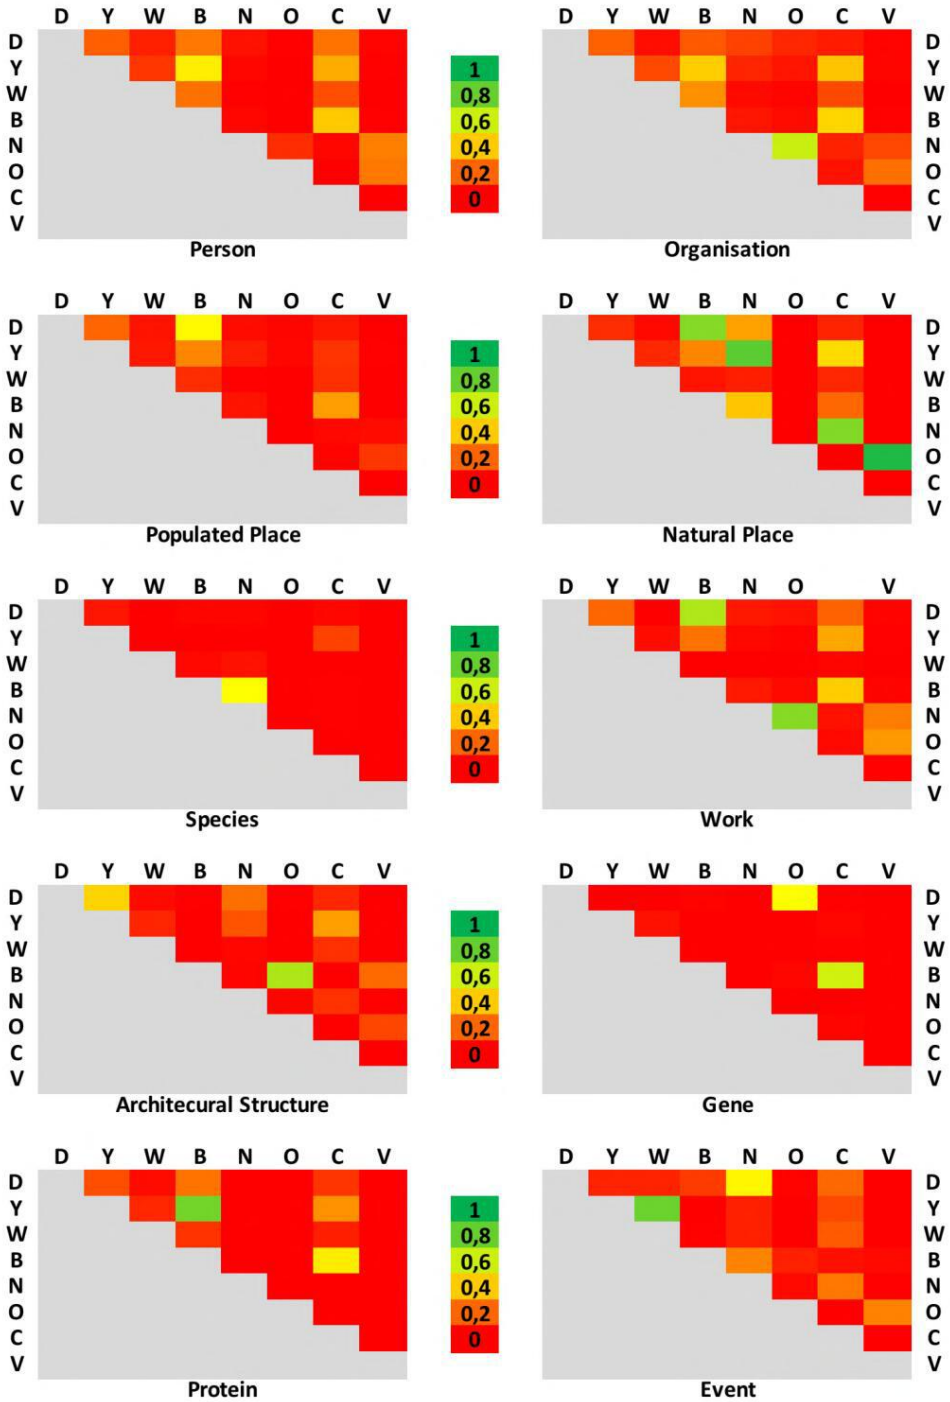 D Y W B N O C V
D Y W B N O C V
D
1
D
Y
0,8
Y
W
0,6
W
B
0,4
B
N
0,2
N
O
0
O
C
C
V
V
Person
Organisation
D Y W B N O C V
D Y W B N O C V
D
1
D
Y
0,8
Y
W
0,6
W
B
0,4
B
N
0,2
N
O
0
O
C
C
V
V
Populated Place
Natural Place
D Y W B N O C V
D Y W B N O V
D
1
D
Y
0,8
Y
W
0,6
W
B
0,4
B
N
0,2
N
O
0
O
C
C
V
V
Species
Work
D Y W B N O C V
D Y W B N O C V
D
1
D
Y
0,8
Y
W
0,6
W
B
0,4
B
N
0,2
N
O
0
O
C
C
V
V
Architecural Structure
Gene
D Y W B N O C V
D Y W B N O C V
D
1
D
Y
0,8
Y
W
0,6
W
B
0,4
B
N
0,2
N
O
0
O
C
C
V
V
Protein
Event